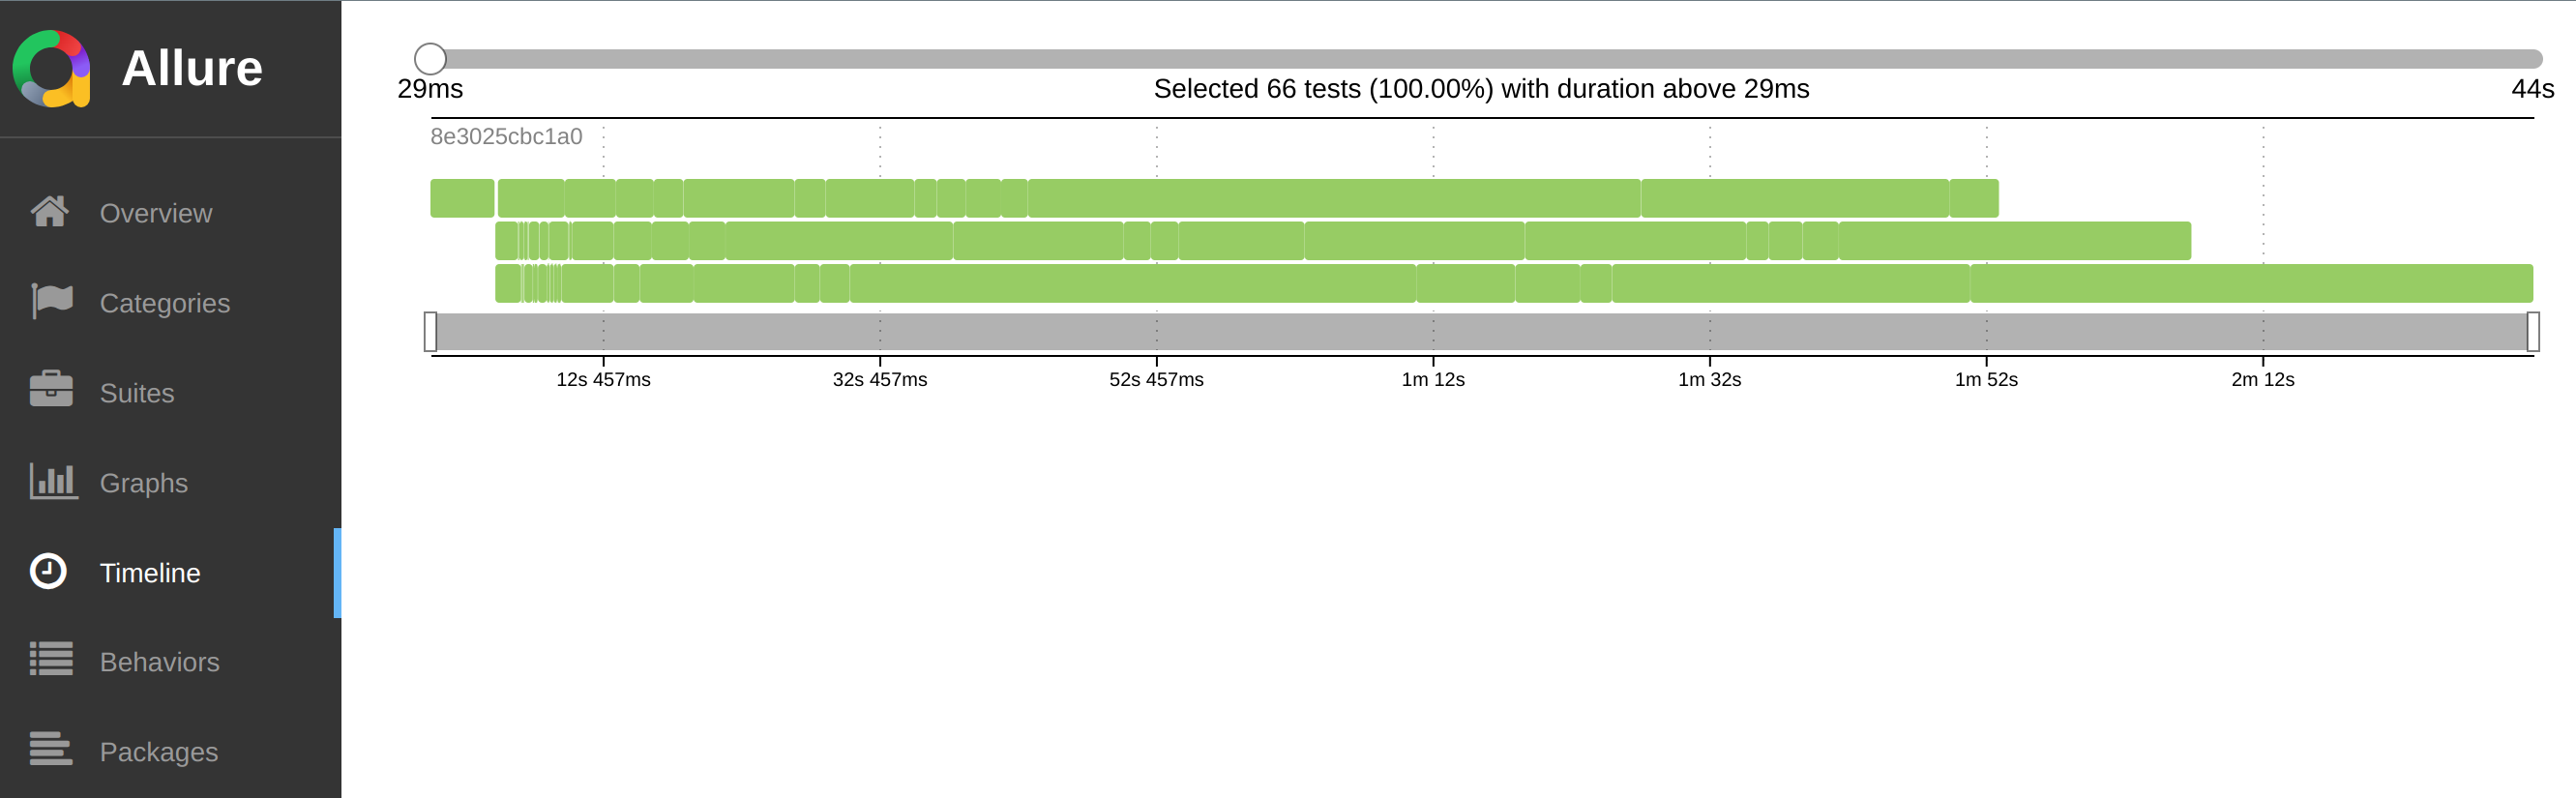 Allure
Overview
Categories
Suites
Graphs
Timeline
Behaviors
Packages
29ms
Selected 66 tests (100.00%) with duration above 29ms
44s
8e3025cbc1a0
12s 457ms
32s 457ms
52s 457ms
1m 12s
1m 32s
1m 52s
2m 12s